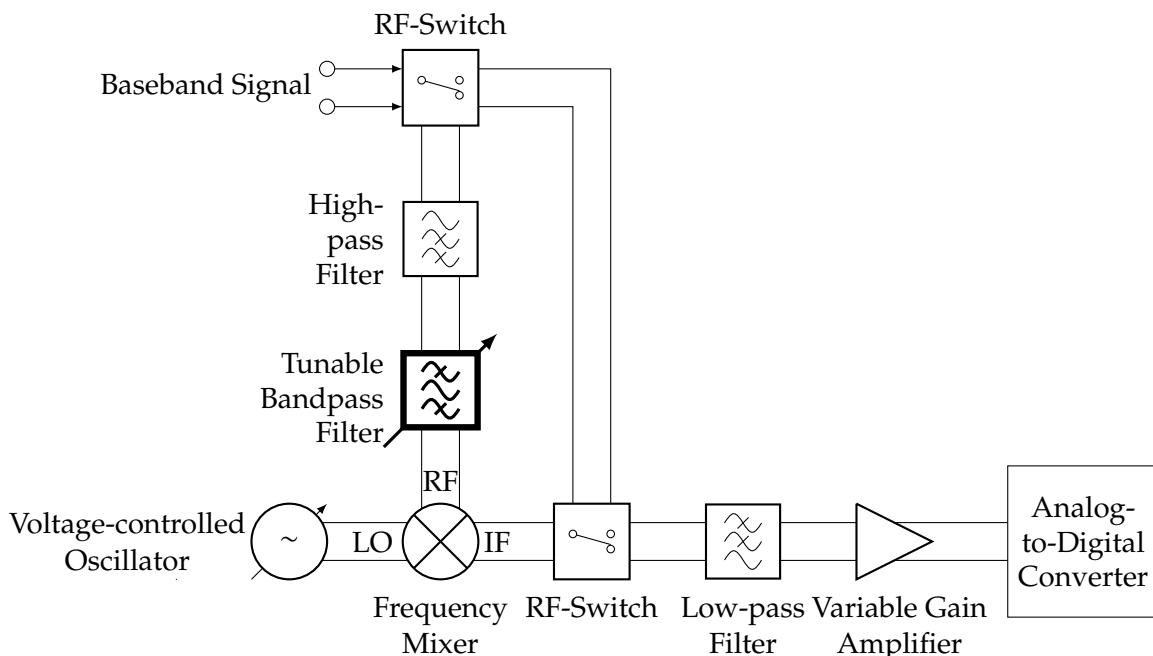 RF-Switch
Baseband Signal
High-
pass
Filter
Tunable
Bandpass
Filter
RF
Voltage-controlled
Oscillator
~
LO
IF
Analog-
to-Digital
Converter
Frequency
Mixer
RF-Switch
Low-pass
Filter
Variable Gain
Amplifier